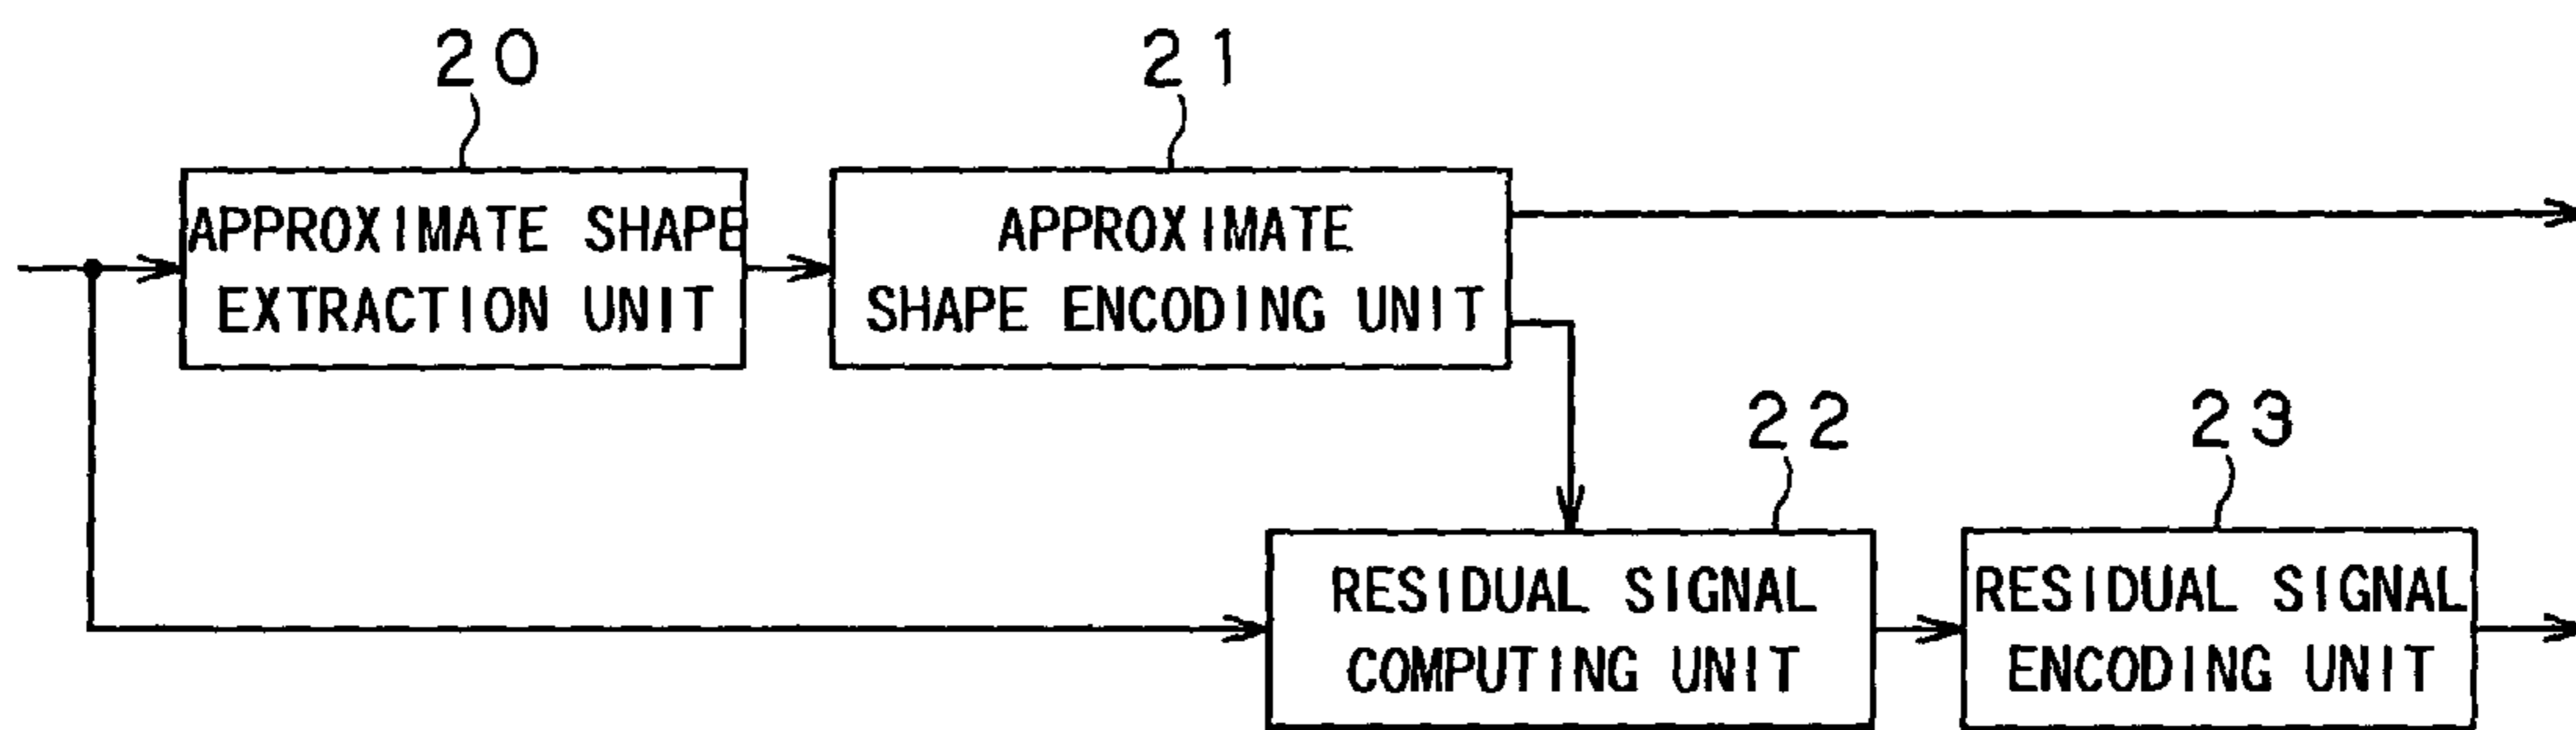 20
21
APPROXIMATE SHAPE
EXTRACTION UNIT
APPROXIMATE
SHAPE ENCODING UNIT
22
23
RESIDUAL SIGNAL
COMPUTING UNIT
RESIDUAL SIGNAL
ENCODING UNIT